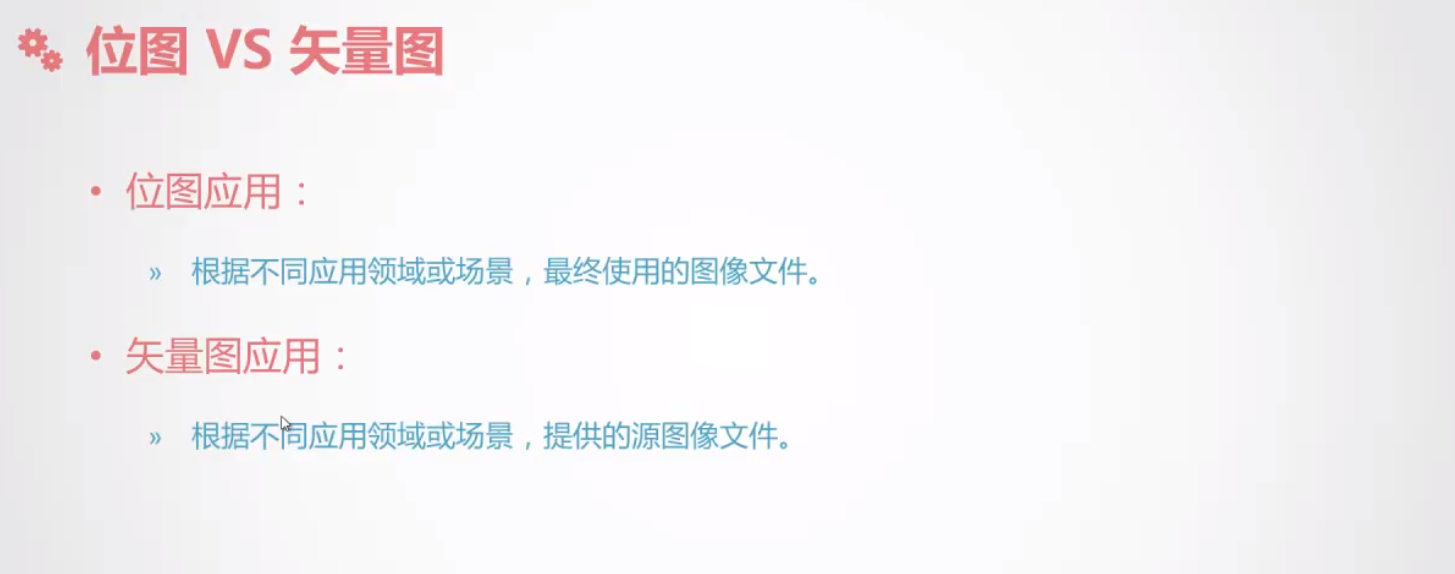 位图 VS 矢量图
• 位图应用：
» 根据不同应用领域或场景，最终使用的图像文件。
• 矢量图应用：
» 根据不同应用领域或场景，提供的源图像文件。